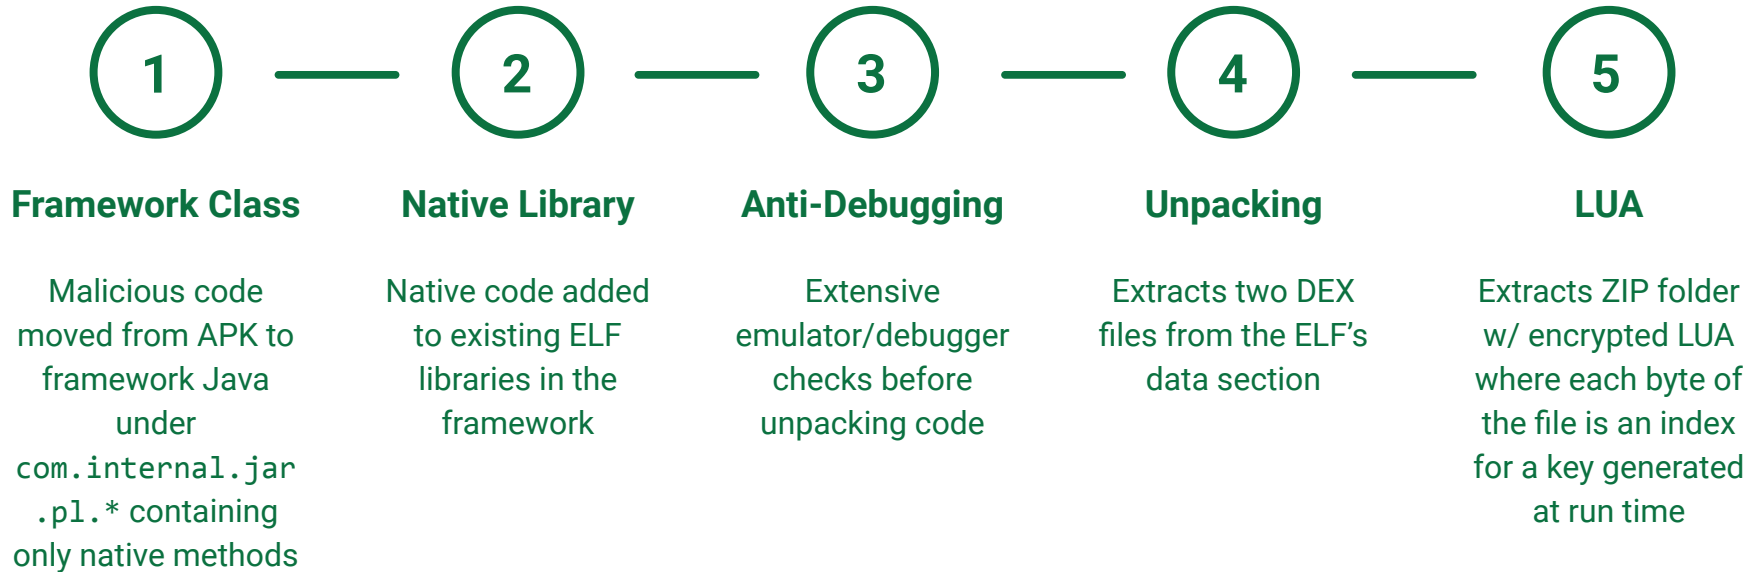 1
Framework Class
Malicious code
moved from APK to
framework Java
under
com.internal.jar
.pl.* containing
only native methods
2
Native Library
Native code added
to existing ELF
libraries in the
framework
3
Anti-Debugging
Extensive
emulator/debugger
checks before
unpacking code
4
Unpacking
Extracts two DEX
files from the ELF’s
data section
5
LUA
Extracts ZIP folder
w/ encrypted LUA
where each byte of
the file is an index
for a key generated
at run time